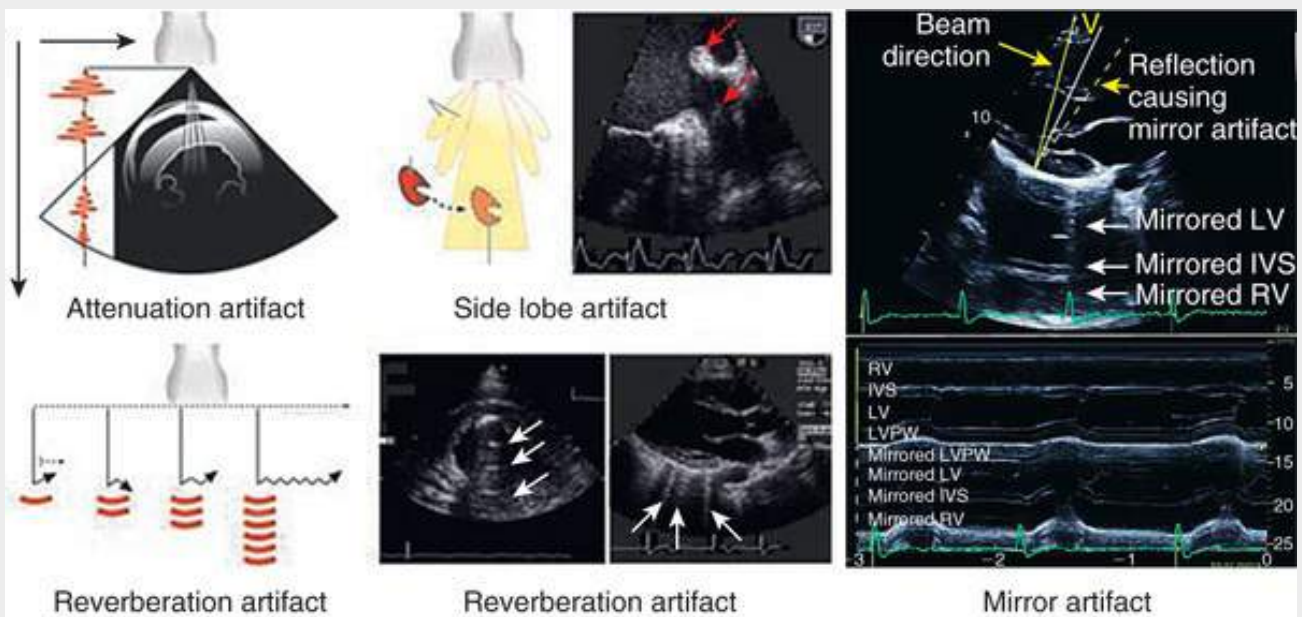 Attenuation artifact
Side lobe artifact
V
Beam
direction
Reflection
causing
mirror artifact
10
Mirrored LV
Mirrored IVS
Mirrored RV
Reverberation artifact
Reverberation artifact
RV
IVS
LV
LVPW
Mirrored LVPW
Mirrored LV
Mirrored IVS
Mirrored RV
5
10
15
20
25
-3
-2
-1
0
Mirror artifact